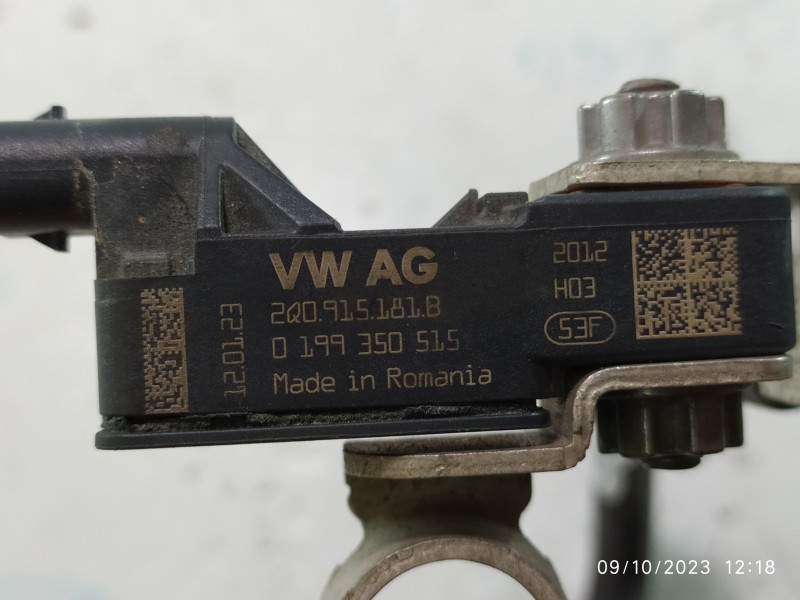 VW AG
2Q0.915.181.B
0 199 350 515
Made in Romania
12.01.23
2012
H03
53F
09/10/2023 12:18